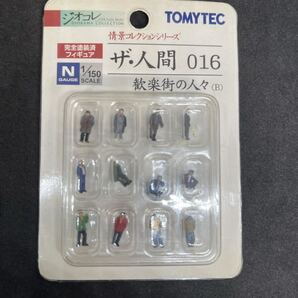 ジオコレ
DIORAMA COLLECTION
TOMYTEC
情景コレクションシリーズ
完全塗装済
フィギュア
ザ・人間 016
N GAUGE
1/150 SCALE
歓楽街の人々(B)